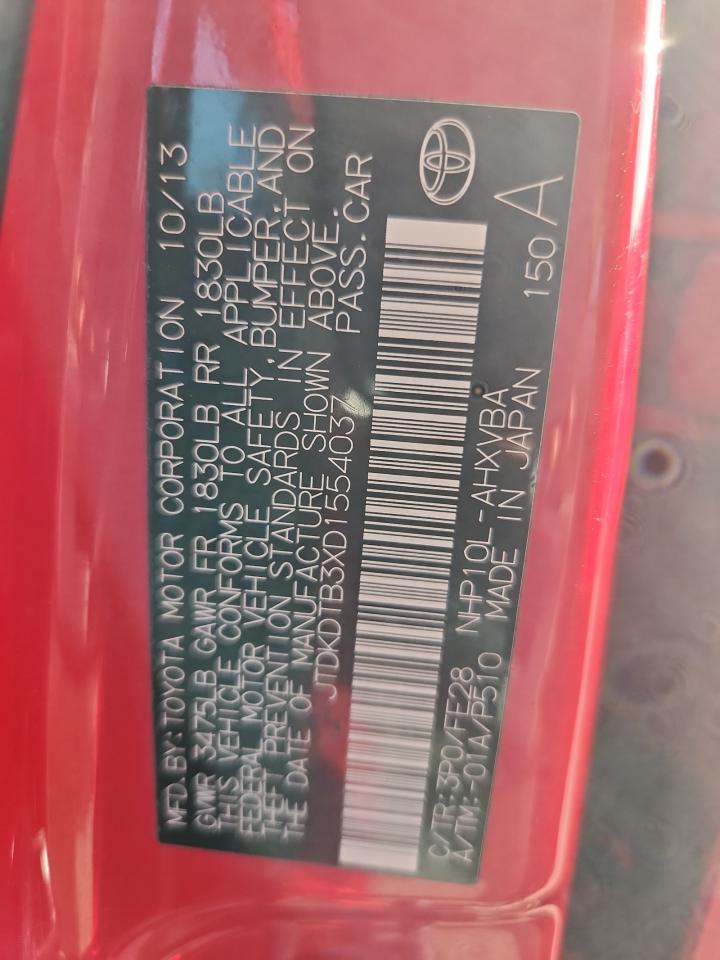 MFD.BY:TOYOTA MOTOR CORPORATION 10/13
GVWR 3475LB GAWR FR 1830LB RR 1830LB
THIS VEHICLE CONFORMS TO ALL APPLICABLE
FEDERAL MOTOR VEHICLE SAFETY,BUMPER,AND
THEFT PREVENTION STANDARDS IN EFFECT ON
THE DATE OF MANUFACTURE SHOWN ABOVE.
JTDKDTB3XD1554037 PASS.CAR
C/TR:3P0/FE28 NHP10L-AHXVBA
A/TM:-01A/P510 MADE IN JAPAN 150 A